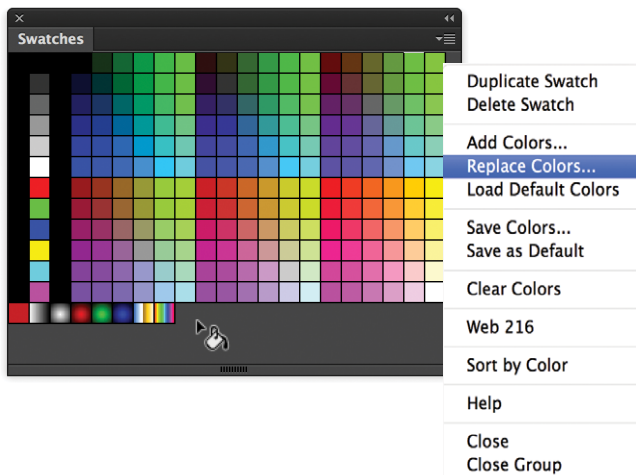 Swatches
Duplicate Swatch
Delete Swatch
Add Colors...
Replace Colors...
Load Default Colors
Save Colors...
Save as Default
Clear Colors
Web 216
Sort by Color
Help
Close
Close Group